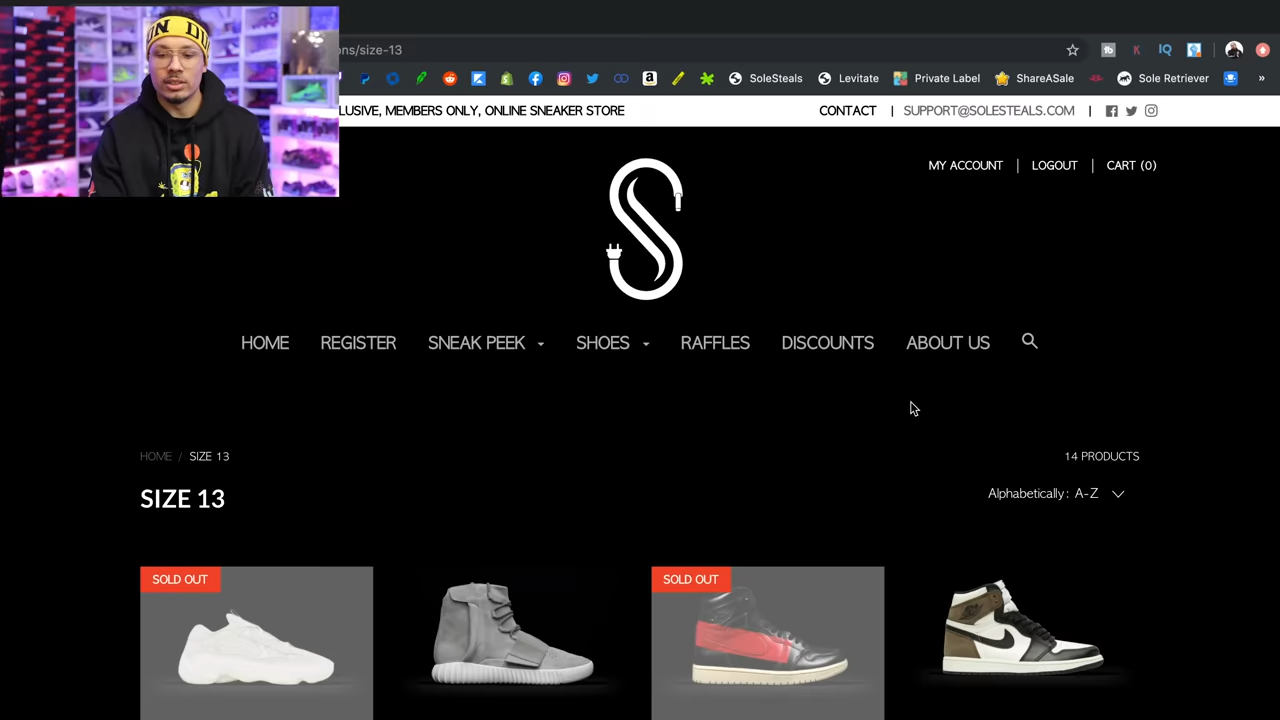 ons/size-13
SoleSteals
Levitate
Private Label
ShareASale
Sole Retriever
»
LUSIVE, MEMBERS ONLY, ONLINE SNEAKER STORE
CONTACT | SUPPORT@SOLESTEALS.COM |
MY ACCOUNT | LOGOUT | CART (0)
HOME
REGISTER
SNEAK PEEK
SHOES
RAFFLES
DISCOUNTS
ABOUT US
HOME / SIZE 13
14 PRODUCTS
SIZE 13
Alphabetically: A-Z
SOLD OUT
SOLD OUT